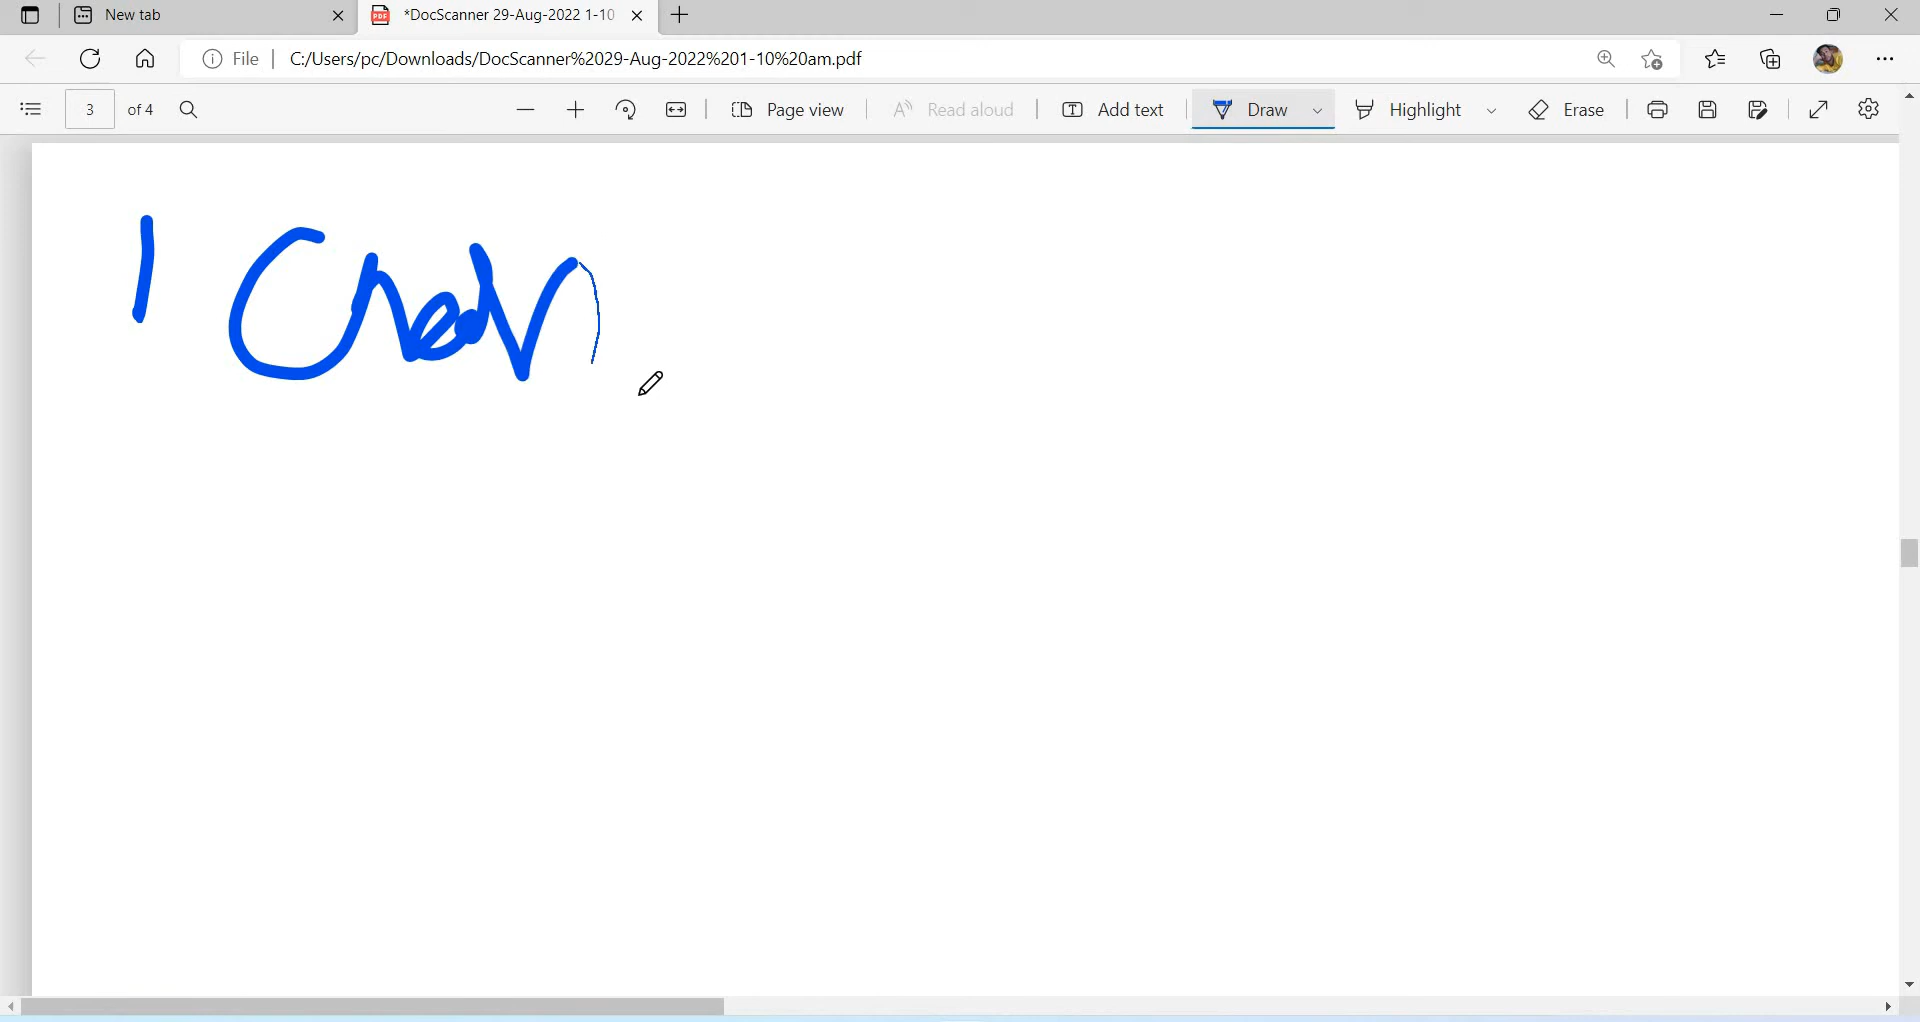 New tab
*DocScanner 29-Aug-2022 1-10
File
C:/Users/pc/Downloads/DocScanner%2029-Aug-2022%201-10%20am.pdf
3 of 4
Page view
Read aloud
Add text
Draw
Highlight
Erase
1